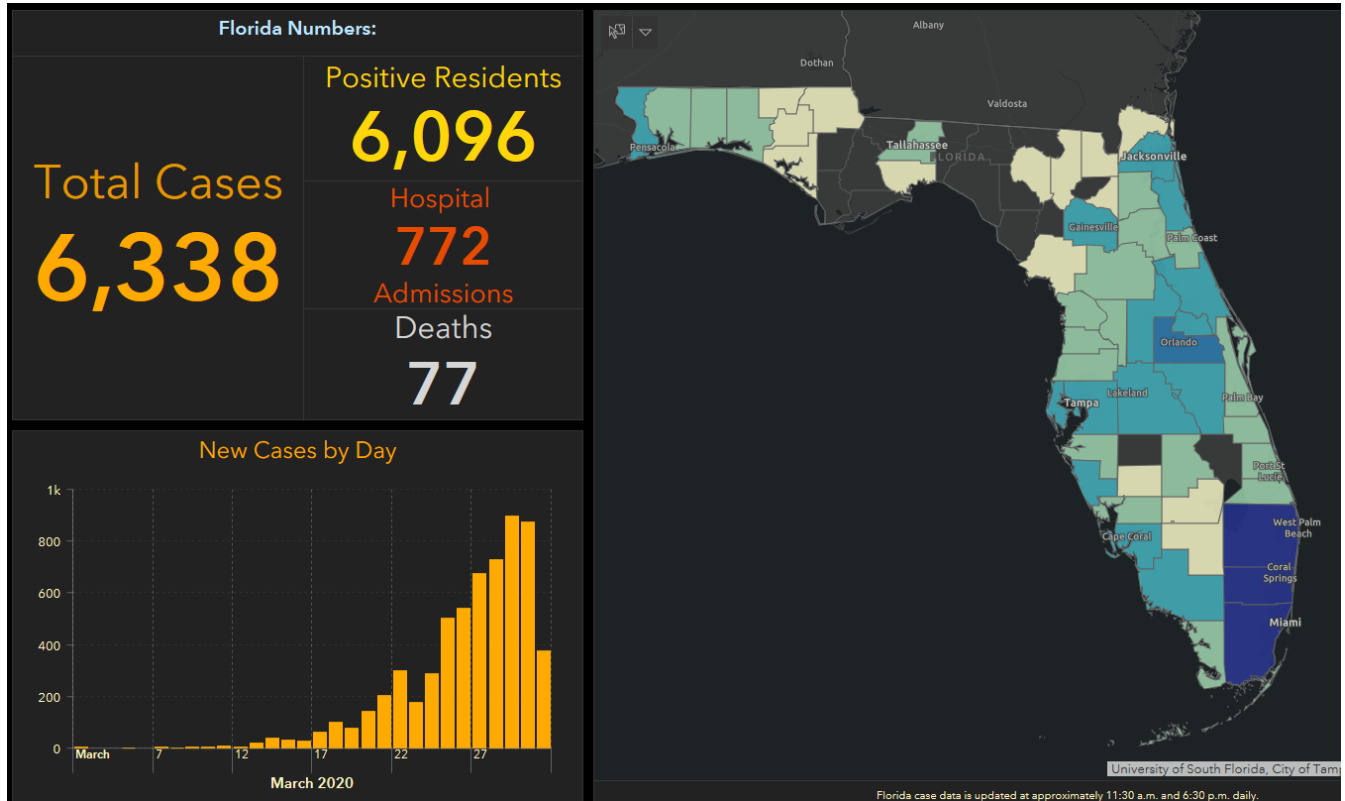 Florida Numbers:
Total Cases
6,338
Positive Residents
6,096
Hospital
772
Admissions
Deaths
77
New Cases by Day
1k
800
600
400
200
0
March
7
12
17
22
27
March 2020
Albany
Dothan
Valdosta
Pensacola
Tallahassee
FLORIDA
Jacksonville
Gainesville
Palm Coast
Orlando
Lakeland
Tampa
Palm Bay
Port St
Lucie
Cape Coral
West Palm
Beach
Coral
Springs
Miami
University of South Florida, City of Tam
Florida case data is updated at approximately 11:30 a.m. and 6:30 p.m. daily.